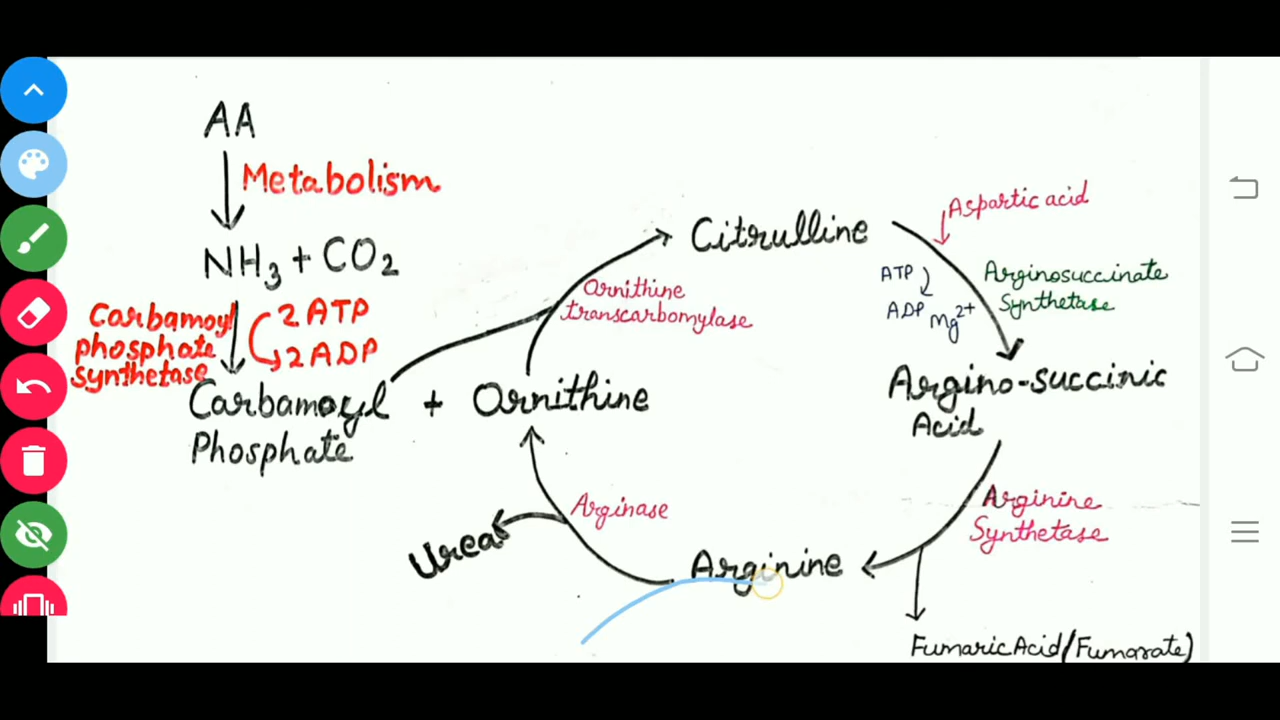 AA
Metabolism
NH3 + CO2
Carbamoyl
phosphate
synthetase
2 ATP
2 ADP
Carbamoyl
Phosphate
+ Ornithine
Ornithine
transcarbomylase
Citrulline
Aspartic acid
ATP
ADP
Mg2+
Arginosuccinate
Synthetase
Argino-succinic
Acid
Arginine
Synthetase
Fumaric Acid (Fumarate)
Arginine
Arginase
Urea